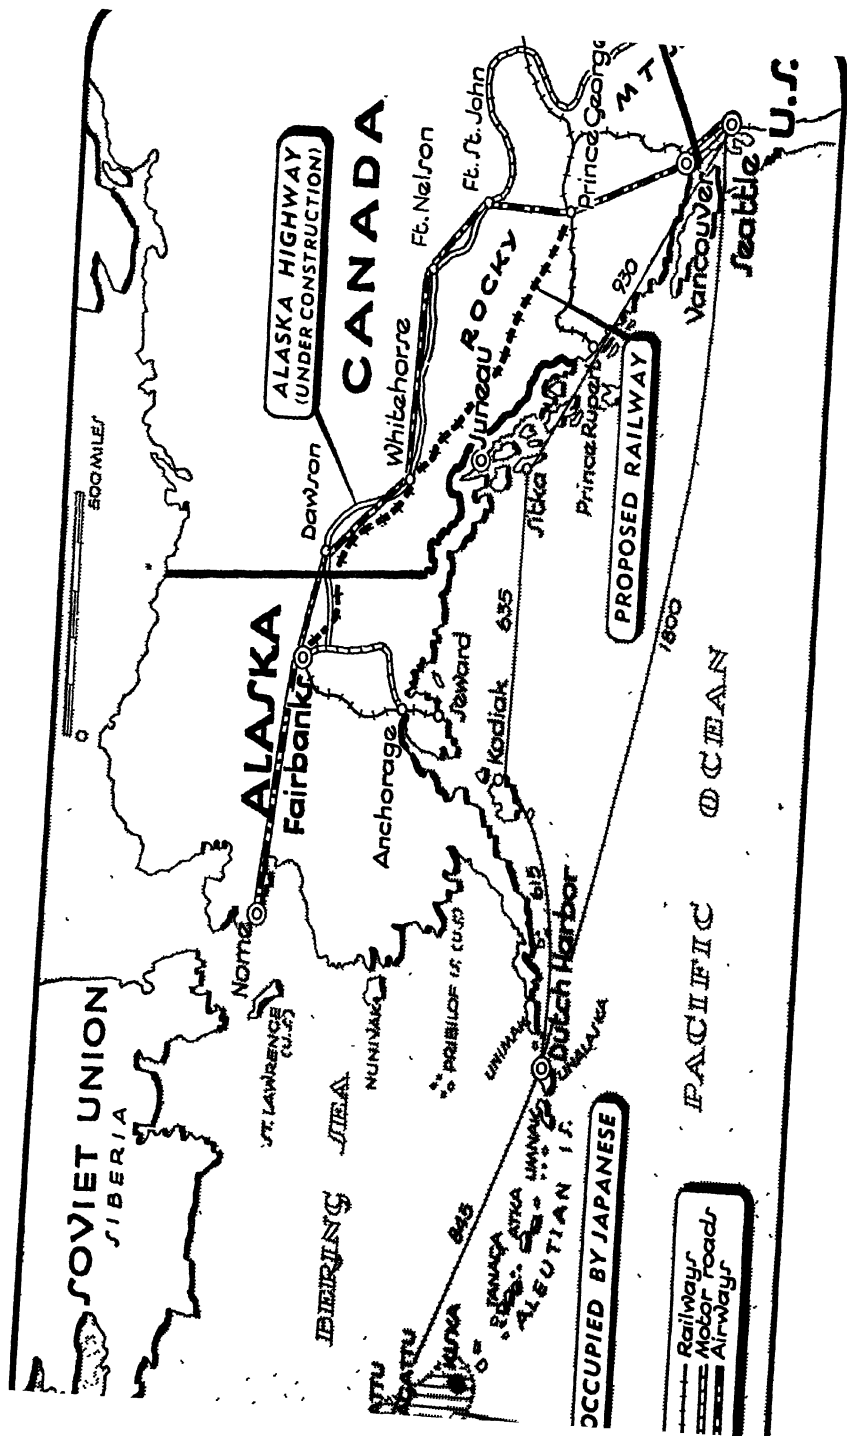 SOVIET UNION
SIBERIA
500 MILES
0
ALASKA
CANADA
ALASKA HIGHWAY
(UNDER CONSTRUCTION)
Nome
Fairbanks
Dawson
Whitehorse
Ft. Nelson
Ft. St. John
Prince George
ROCKY
MTS
U.S.
Seattle
Vancouver
Juneau
Sitka
Prince Rupert
930
PROPOSED RAILWAY
Anchorage
Seward
Kodiak
635
1800
615
ST. LAWRENCE
(U.S.)
NUNIVAK
PRIBILOF IS. (U.S.)
BERING SEA
UNIMAK
Dutch Harbor
UNALASKA
UMNAK
ATKA
TANAGA
ALEUTIAN IS.
845
ATTU
AGATTU
KISKA
OCCUPIED BY JAPANESE
PACIFIC OCEAN
Railways
Motor roads
Airways